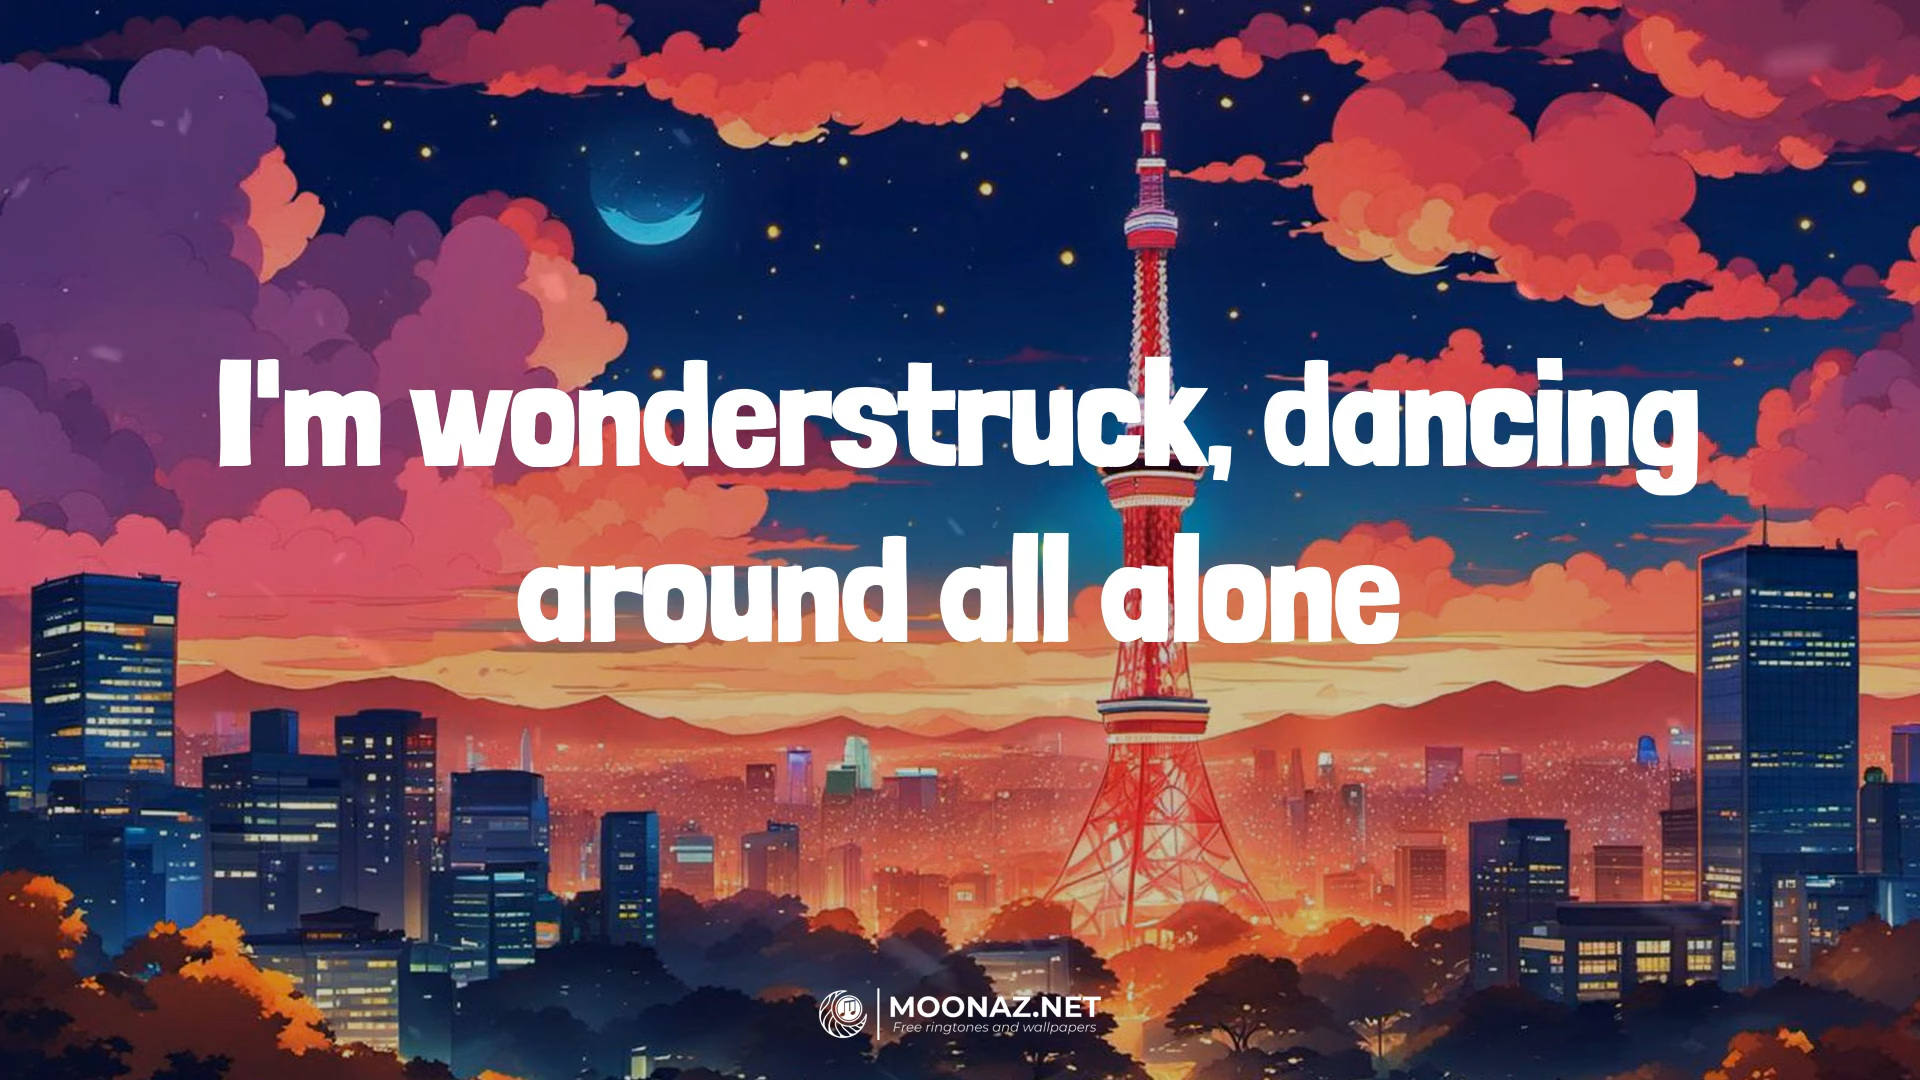 I'm wonderstruck, dancing
around all alone
MOONAZ.NET
Free ringtones and wallpapers